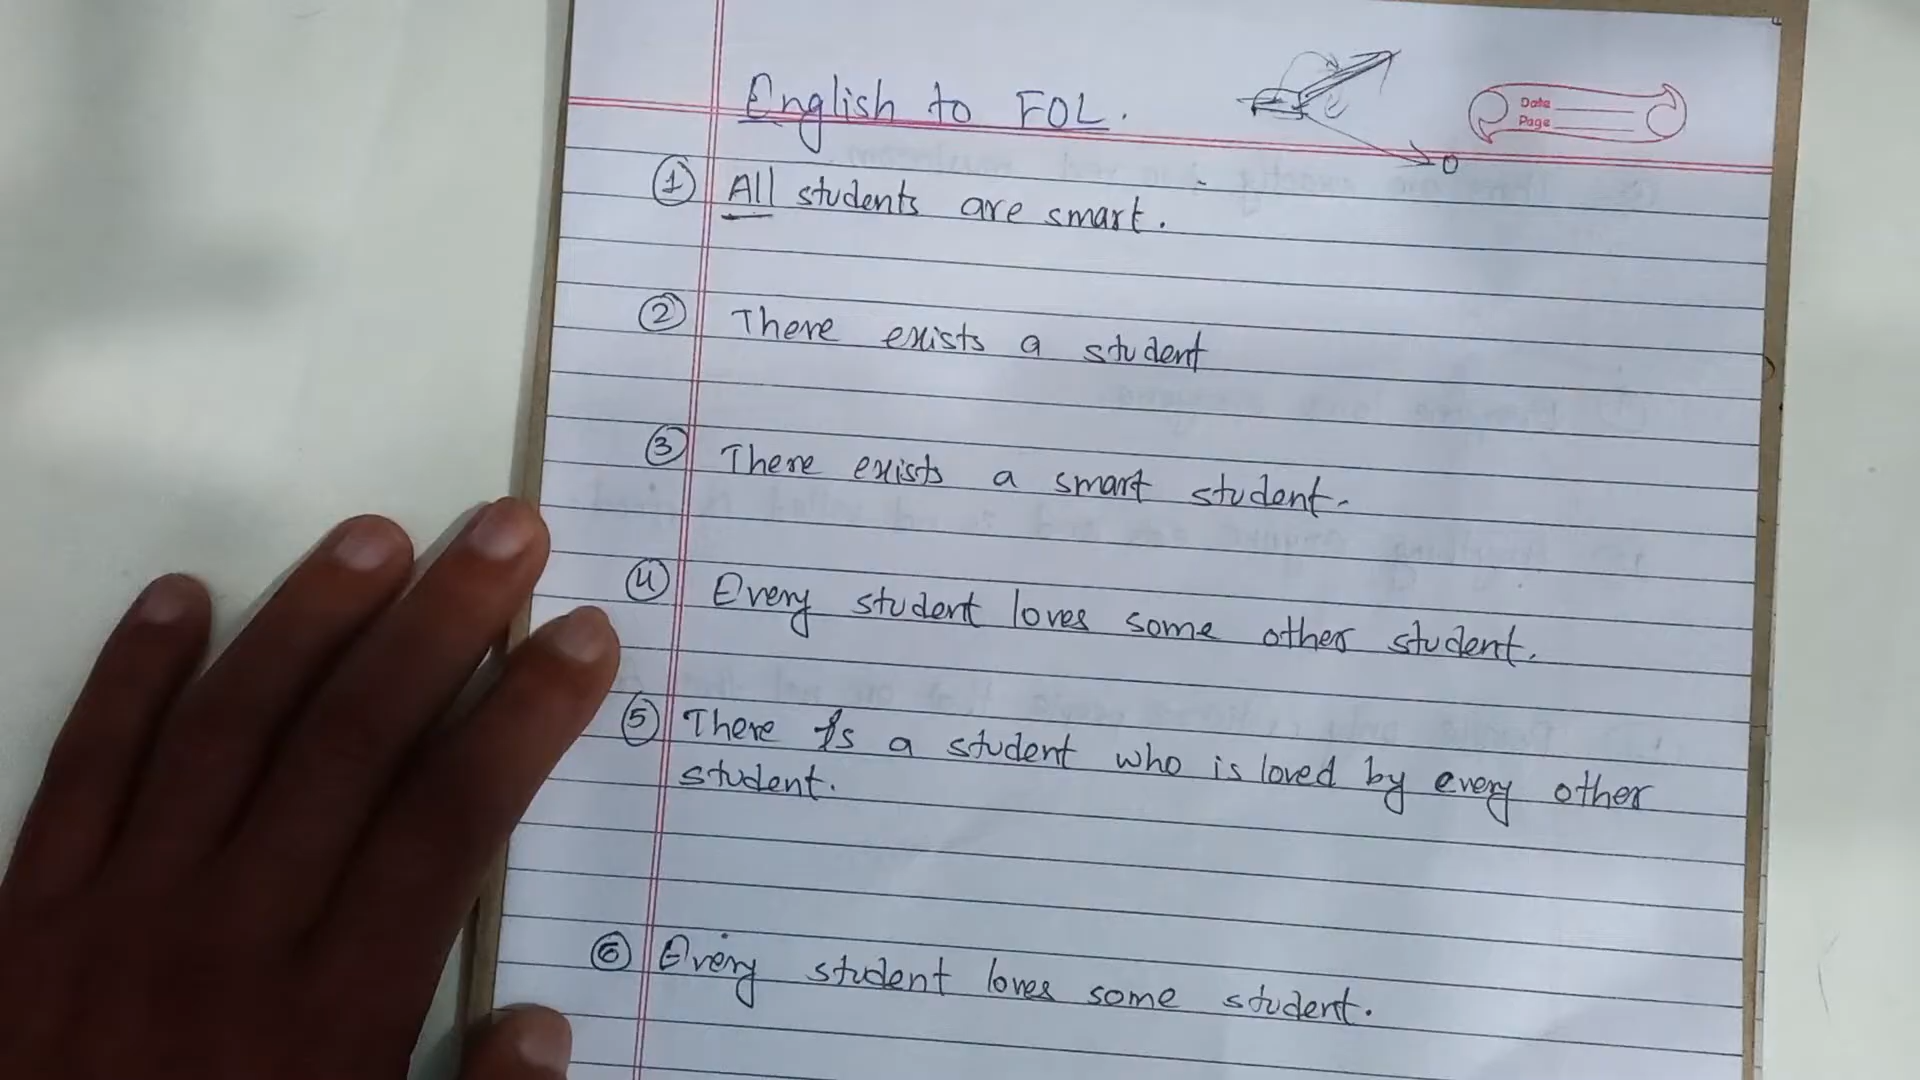 English to FOL.
Date
Page
① All students are smart.
② There exists a student
③ There exists a smart student.
④ Every student loves some other student.
⑤ There is a student who is loved by every other
student.
⑥ Every student loves some student.